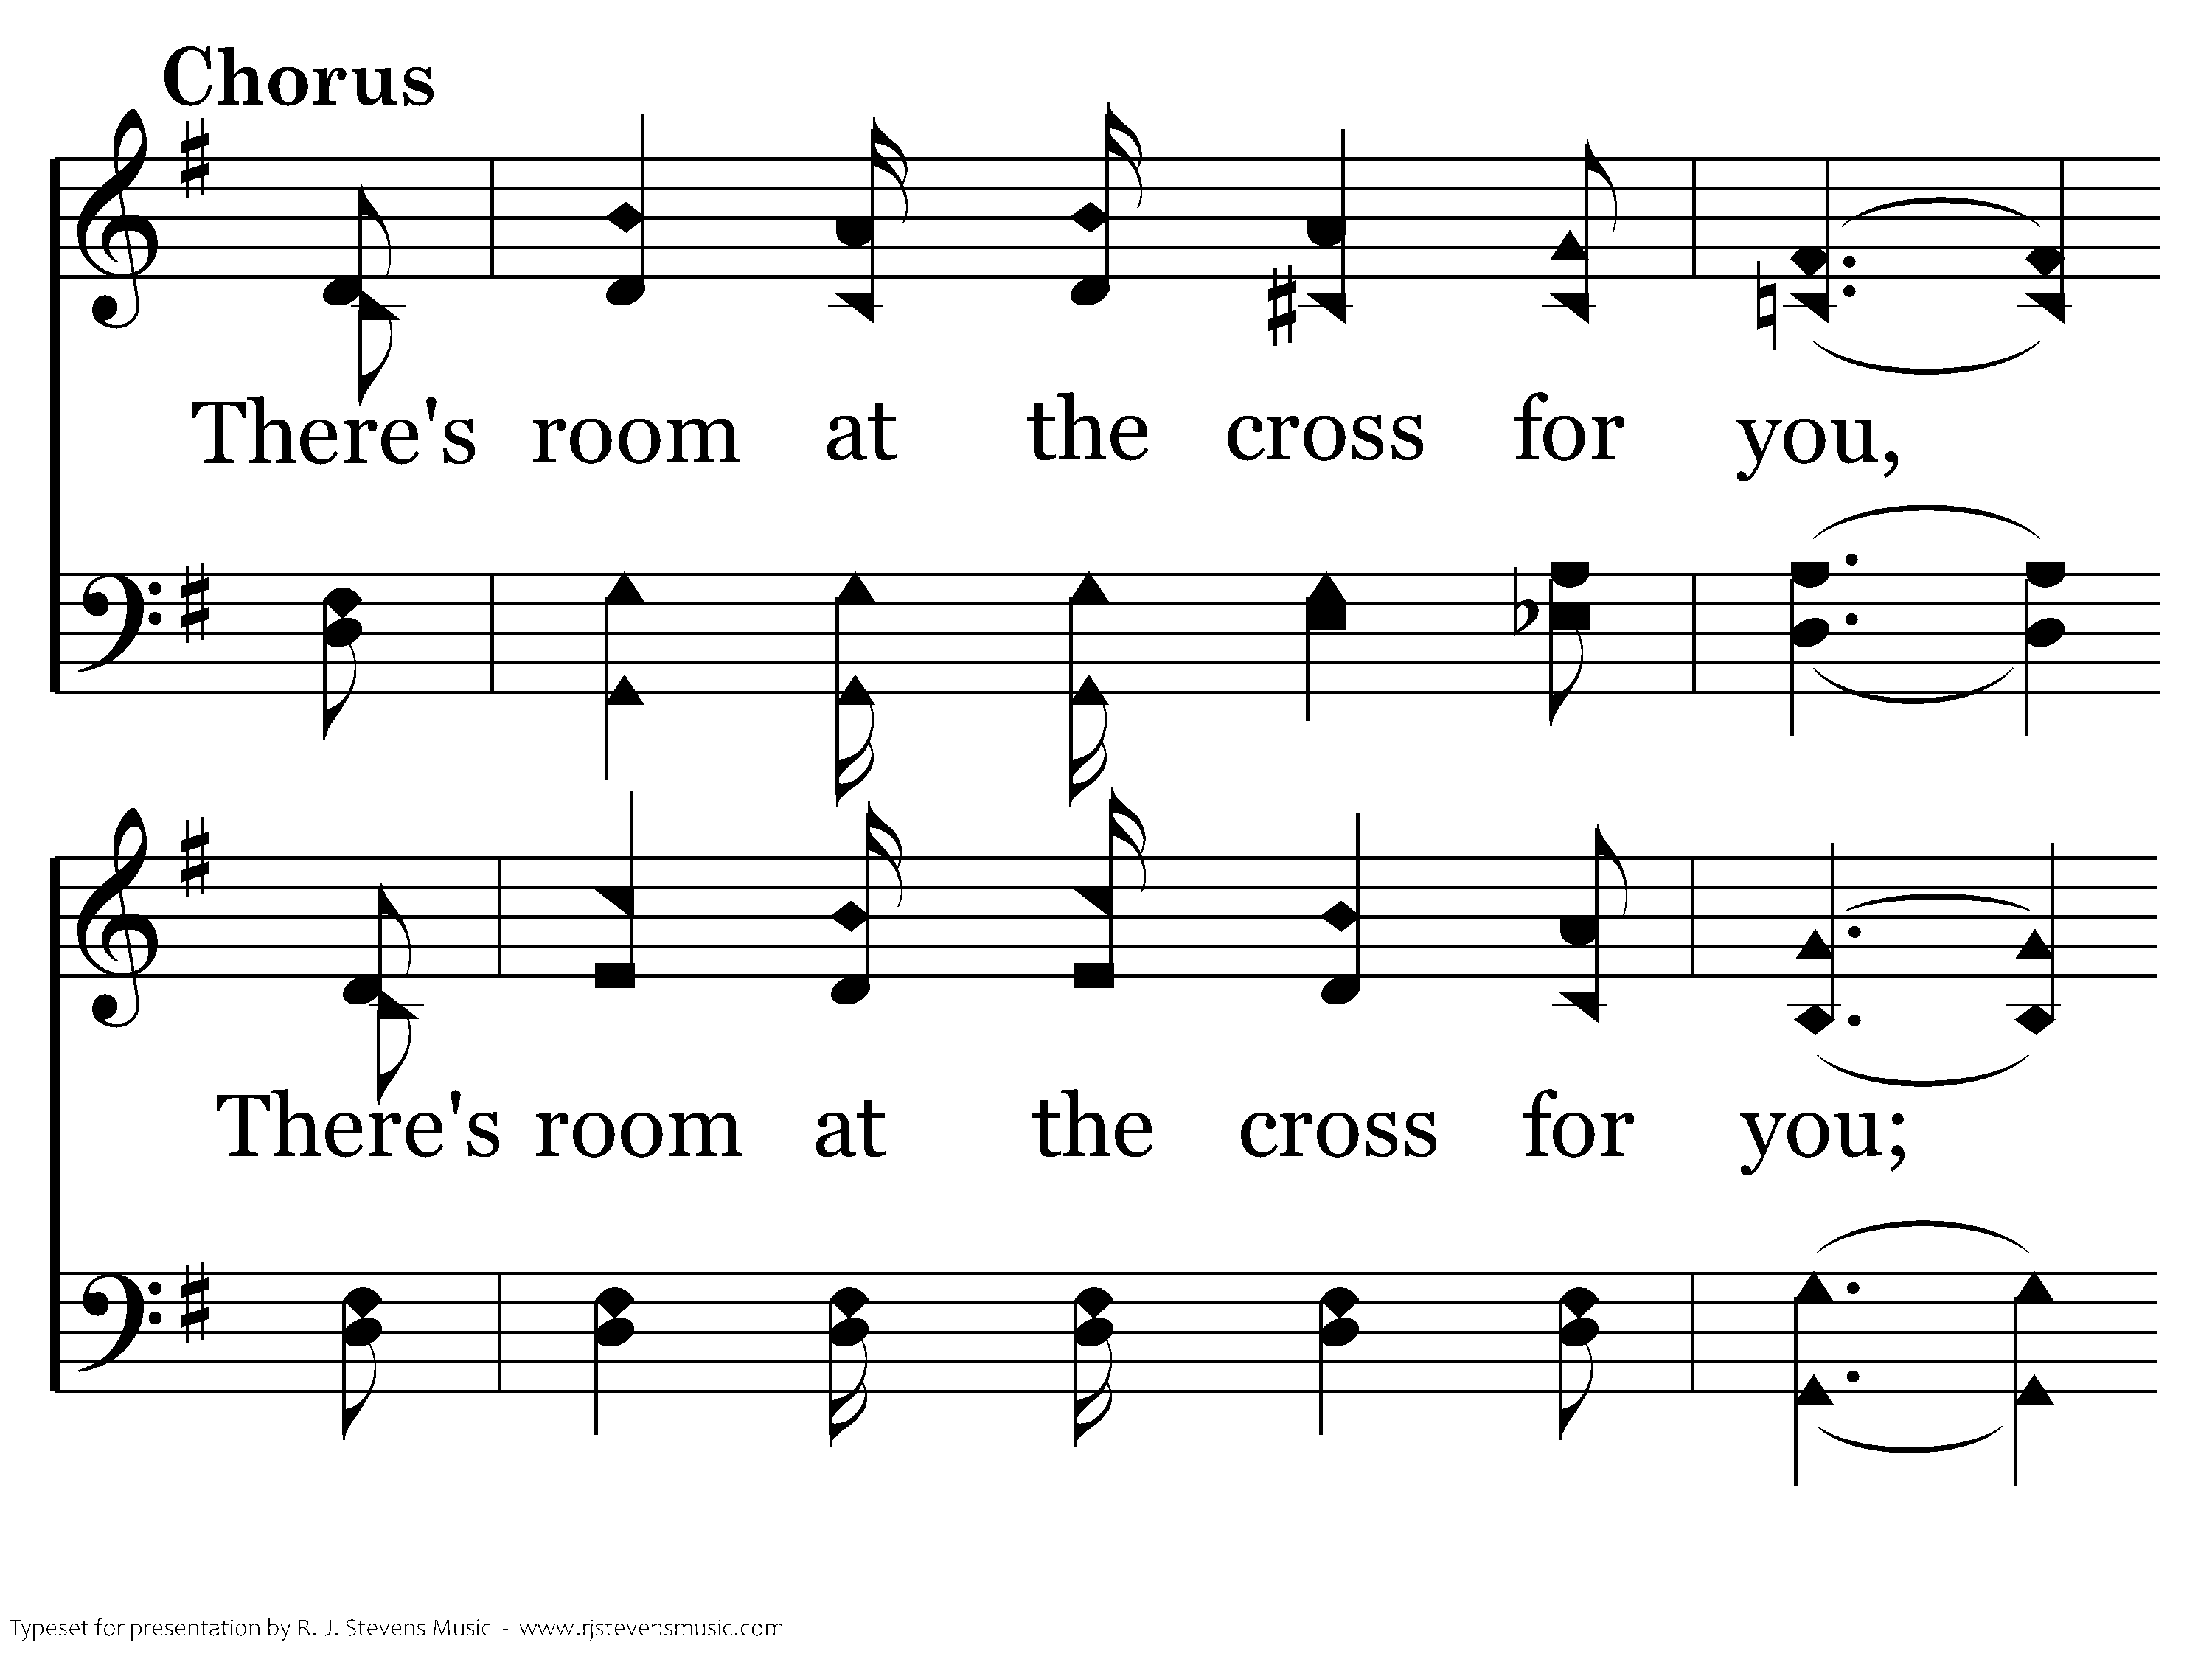 Chorus
There's room at the cross for you,
There's room at the cross for you;
Typeset for presentation by R. J. Stevens Music - www.rjstevensmusic.com